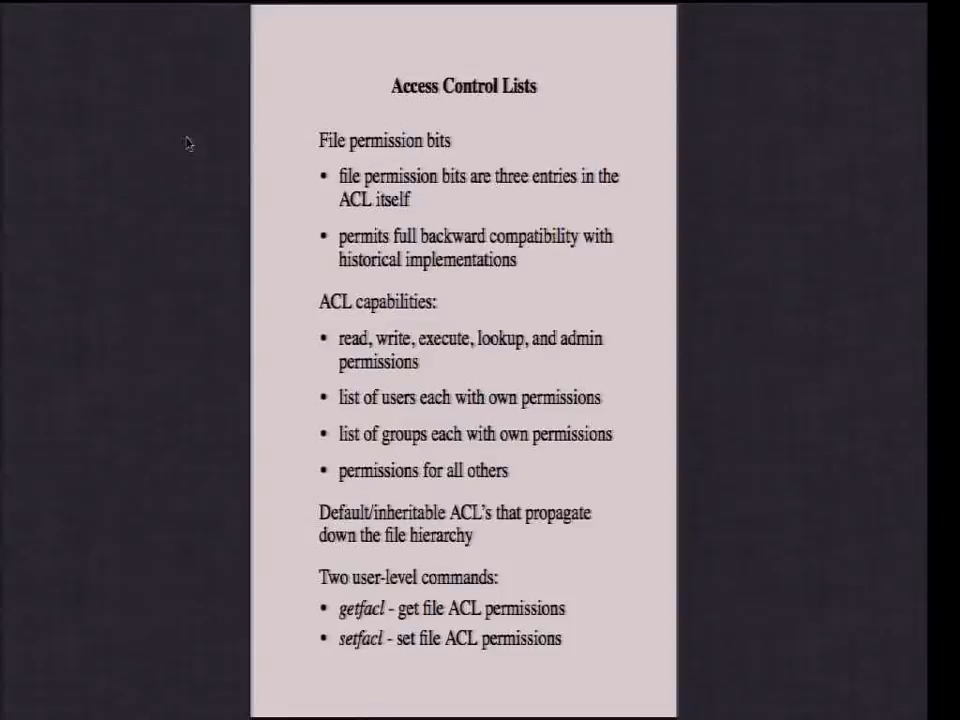 Access Control Lists
File permission bits
• file permission bits are three entries in the
ACL itself
• permits full backward compatibility with
historical implementations
ACL capabilities:
• read, write, execute, lookup, and admin
permissions
• list of users each with own permissions
• list of groups each with own permissions
• permissions for all others
Default/inheritable ACL's that propagate
down the file hierarchy
Two user-level commands:
• getfacl - get file ACL permissions
• setfacl - set file ACL permissions